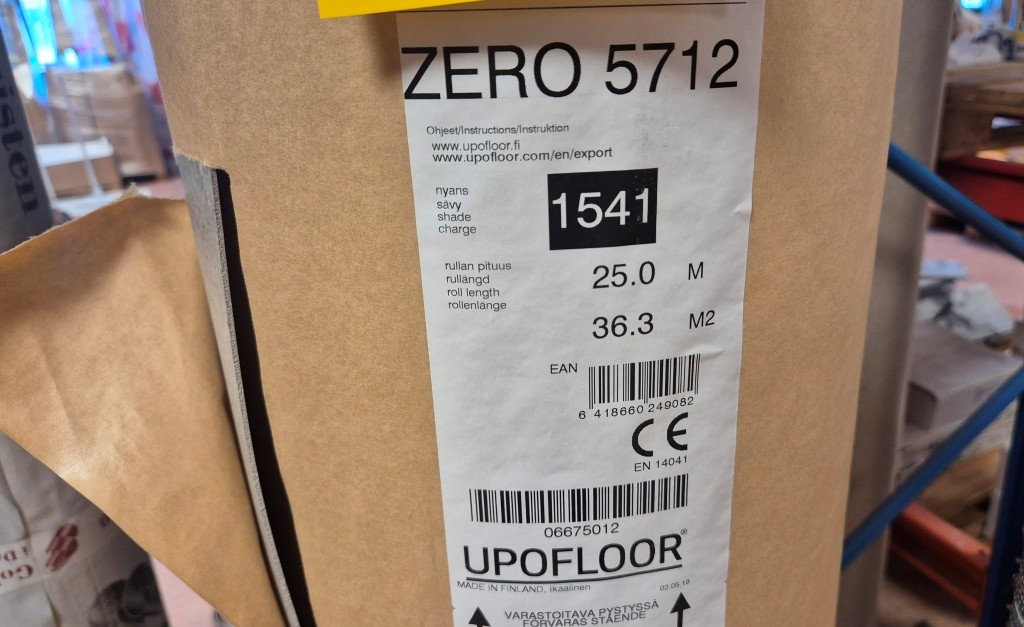 ZERO 5712
Ohjeet/Instructions/Instruktion
www.upofloor.fi
www.upofloor.com/en/export
nyans
sävy
shade
charge
1541
rullan pituus
rullängd
roll length
rollenlänge
25.0 M
36.3 M2
EAN
6 418660 249082
CE
EN 14041
06675012
UPOFLOOR®
MADE IN FINLAND, Ikaalinen
02.05.19
VARASTOITAVA PYSTYSSÄ
FÖRVARAS STÅENDE